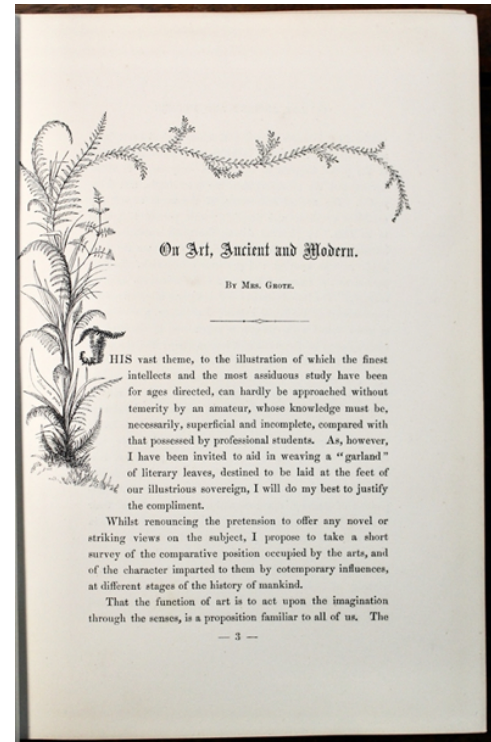 On Art, Ancient and Modern.
By Mrs. Grote.
THIS vast theme, to the illustration of which the finest
intellects and the most assiduous study have been
for ages directed, can hardly be approached without
temerity by an amateur, whose knowledge must be,
necessarily, superficial and incomplete, compared with
that possessed by professional students. As, however,
I have been invited to aid in weaving a "garland"
of literary leaves, destined to be laid at the feet of
our illustrious sovereign, I will do my best to justify
the compliment.
Whilst renouncing the pretension to offer any novel or
striking views on the subject, I propose to take a short
survey of the comparative position occupied by the arts, and
of the character imparted to them by cotemporary influences,
at different stages of the history of mankind.
That the function of art is to act upon the imagination
through the senses, is a proposition familiar to all of us. The
— 3 —